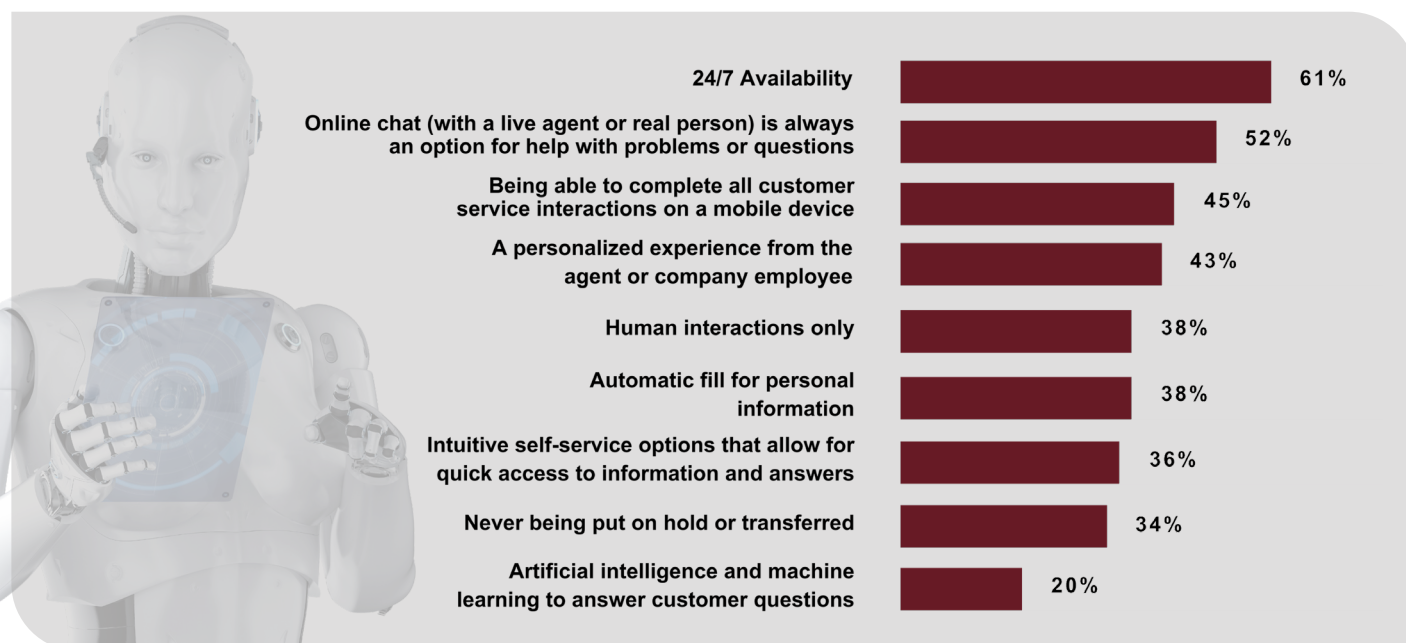 24/7 Availability
61%
Online chat (with a live agent or real person) is always
an option for help with problems or questions
52%
Being able to complete all customer
service interactions on a mobile device
45%
A personalized experience from the
agent or company employee
43%
Human interactions only
38%
Automatic fill for personal
information
38%
Intuitive self-service options that allow for
quick access to information and answers
36%
Never being put on hold or transferred
34%
Artificial intelligence and machine
learning to answer customer questions
20%